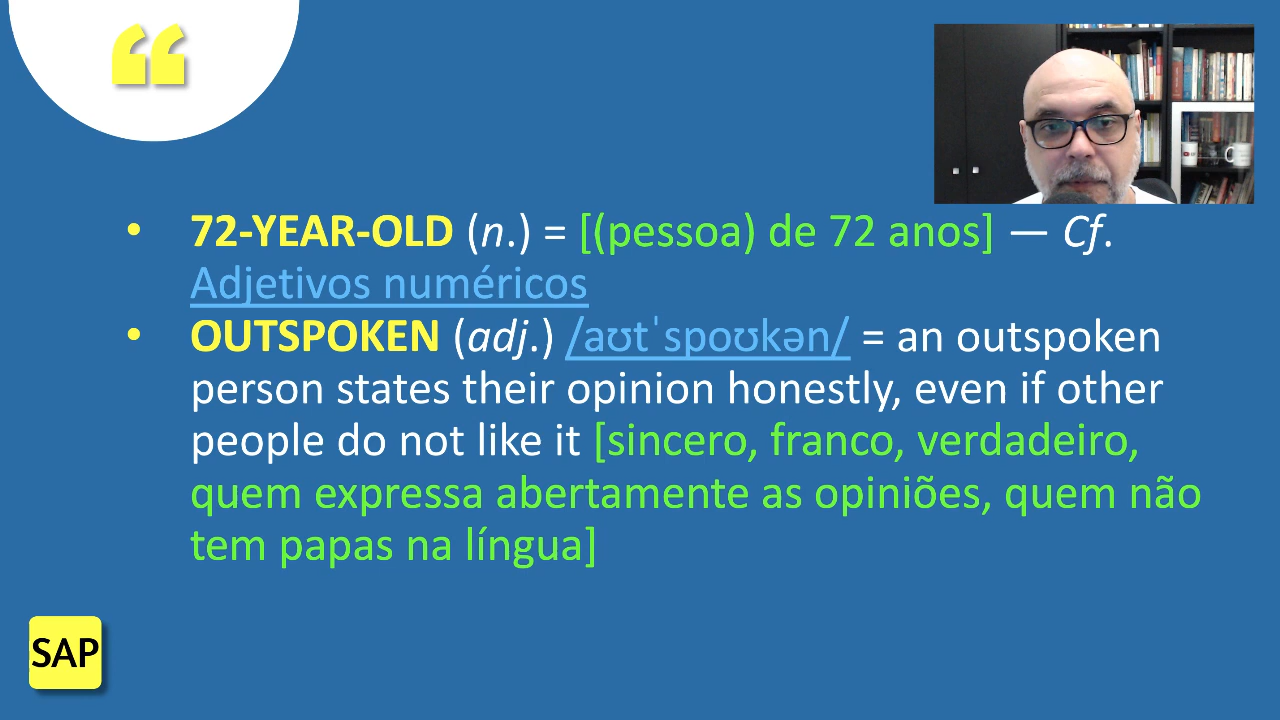 “
• 72-YEAR-OLD (n.) = [(pessoa) de 72 anos] — Cf.
Adjetivos numéricos
• OUTSPOKEN (adj.) /aʊtˈspoʊkən/ = an outspoken
person states their opinion honestly, even if other
people do not like it [sincero, franco, verdadeiro,
quem expressa abertamente as opiniões, quem não
tem papas na língua]
SAP